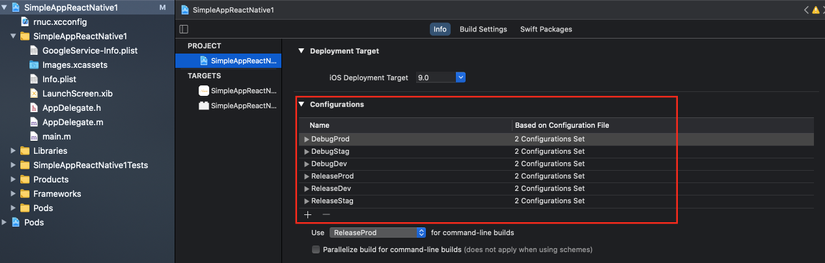 SimpleAppReactNative1 M
rnuc.xcconfig
SimpleAppReactNative1
GoogleService-Info.plist
Images.xcassets
Info.plist
LaunchScreen.xib
AppDelegate.h
AppDelegate.m
main.m
Libraries
SimpleAppReactNative1Tests
Products
Frameworks
Pods
Pods
SimpleAppReactNative1
Info Build Settings Swift Packages
PROJECT
SimpleAppReactN...
TARGETS
SimpleAppReactN...
SimpleAppReactN...
Deployment Target
iOS Deployment Target 9.0
Configurations
Name Based on Configuration File
DebugProd 2 Configurations Set
DebugStag 2 Configurations Set
DebugDev 2 Configurations Set
ReleaseProd 2 Configurations Set
ReleaseDev 2 Configurations Set
ReleaseStag 2 Configurations Set
Use ReleaseProd for command-line builds
Parallelize build for command-line builds (does not apply when using schemes)